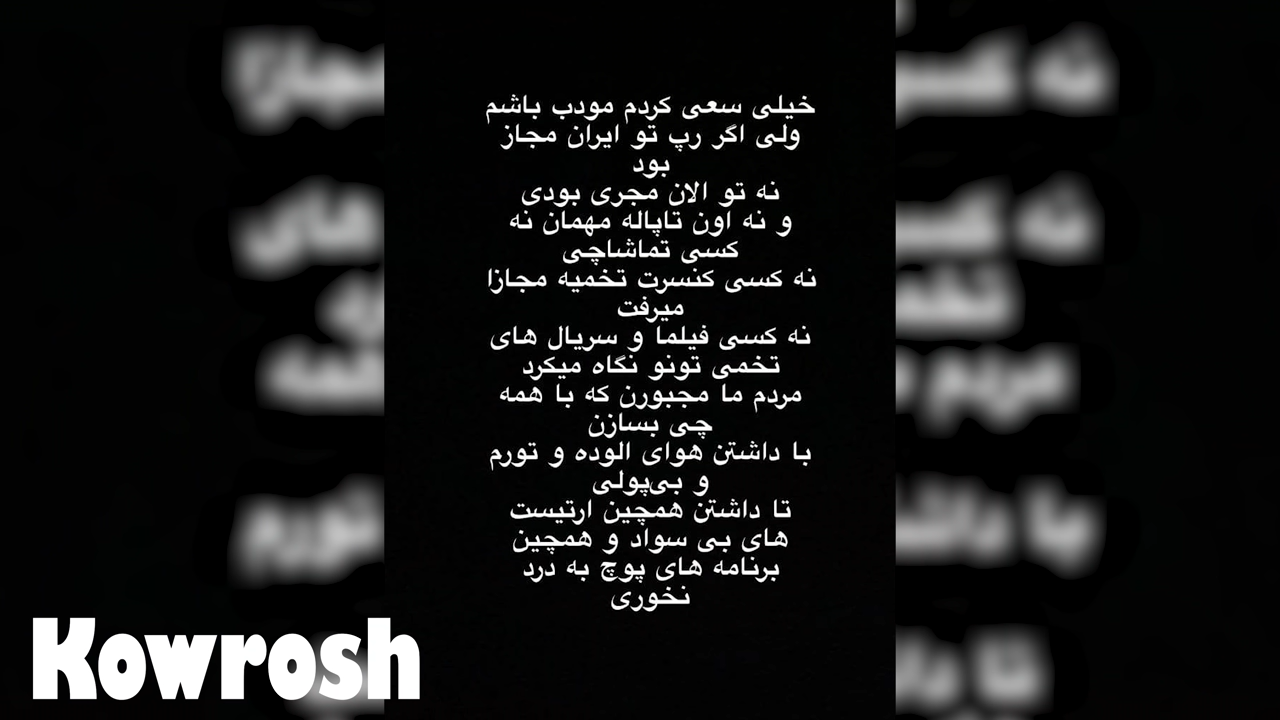 خیلی سعی کردم مودب باشم
ولی اگر رپ تو ایران مجاز
بود
نه تو الان مجری بودی
و نه اون تاپاله مهمان نه
کسی تماشاچی
نه کسی کنسرت تخمیه مجازا
میرفت
نه کسی فیلما و سریال های
تخمی تونو نگاه میکرد
مردم ما مجبورن که با همه
چی بسازن
با داشتن هوای الوده و تورم
و بی‌پولی
تا داشتن همچین ارتیست
های بی سواد و همچین
برنامه های پوچ به درد
نخوری
Kowrosh